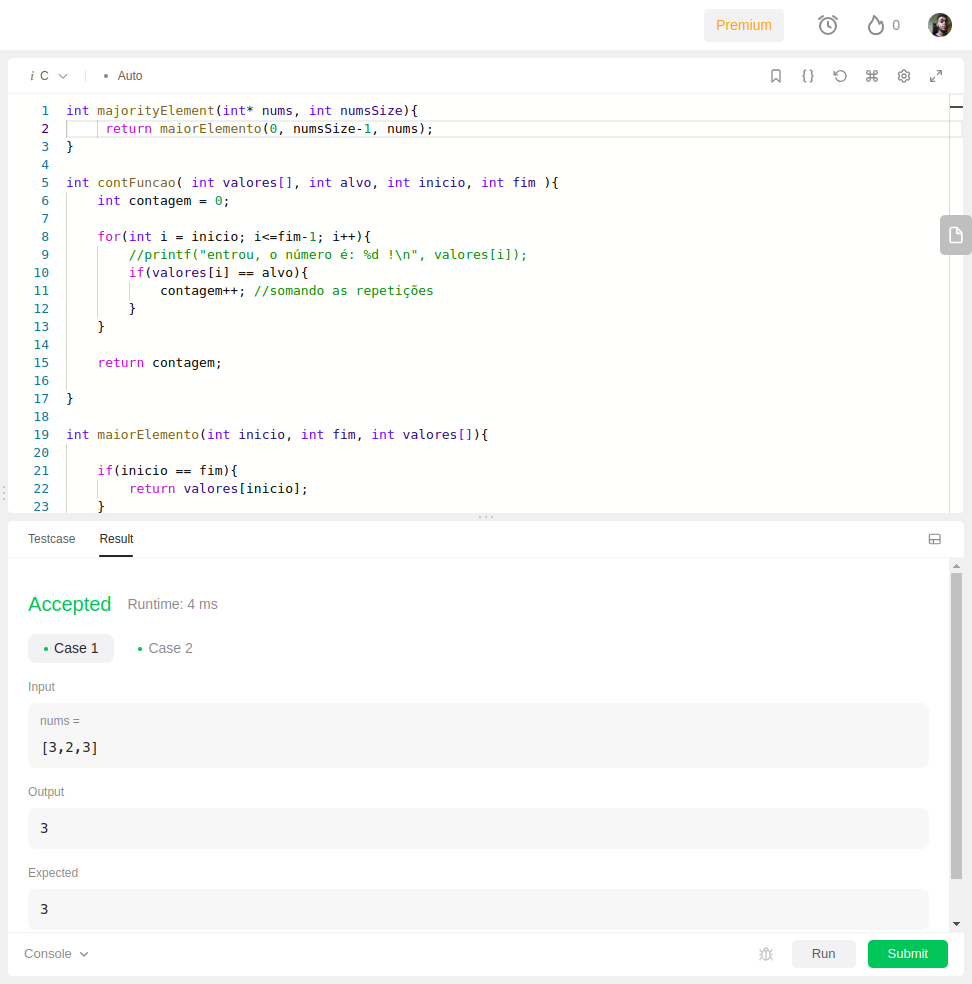 Premium
0
i C
• Auto
1 int majorityElement(int* nums, int numsSize){
2 return maiorElemento(0, numsSize-1, nums);
3 }
4
5 int contFuncao( int valores[], int alvo, int inicio, int fim ){
6 int contagem = 0;
7
8 for(int i = inicio; i<=fim-1; i++){
9 //printf("entrou, o número é: %d !\n", valores[i]);
10 if(valores[i] == alvo){
11 contagem++; //somando as repetições
12 }
13 }
14
15 return contagem;
16
17 }
18
19 int maiorElemento(int inicio, int fim, int valores[]){
20
21 if(inicio == fim){
22 return valores[inicio];
23 }
Testcase Result
Accepted Runtime: 4 ms
• Case 1 • Case 2
Input
nums =
[3,2,3]
Output
3
Expected
3
Console Run Submit